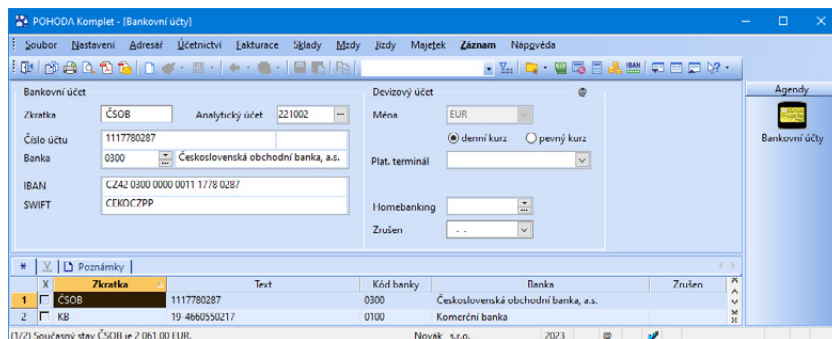 POHODA Komplet - [Bankovní účty]
Soubor Nastavení Adresář Účetnictví Fakturace Sklady Mzdy Jízdy Majetek Záznam Nápověda
IBAN
Bankovní účet Devizový účet @ Agendy
Zkratka ČSOB Analytický účet 221002 ... Měna EUR
Číslo účtu 1117780287 denní kurz pevný kurz Bankovní účty
Banka 0300 Československá obchodní banka, a.s. Plat. terminál
IBAN CZ42 0300 0000 0011 1778 0287
SWIFT CEKOCZPP Homebanking
Zrušen . .
* Poznámky
X Zkratka Text Kód banky Banka Zrušen
1 ČSOB 1117780287 0300 Československá obchodní banka, a.s.
2 KB 19-4660550217 0100 Komerční banka
(1/2) Současný stav ČSOB je 2 061,00 EUR. Novák s.r.o. 2023 @